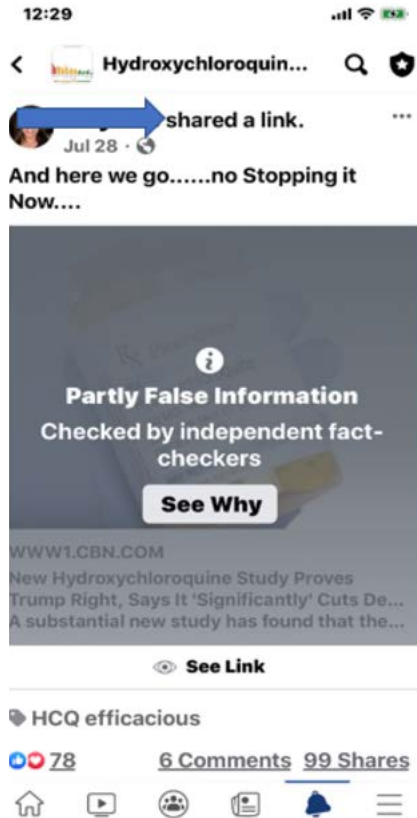 12:29
Hydroxychloroquin...
shared a link.
Jul 28
And here we go......no Stopping it
Now....
Partly False Information
Checked by independent fact-
checkers
See Why
WWW1.CBN.COM
New Hydroxychloroquine Study Proves
Trump Right, Says It 'Significantly' Cuts De...
A substantial new study has found that the...
See Link
HCQ efficacious
78 6 Comments 99 Shares